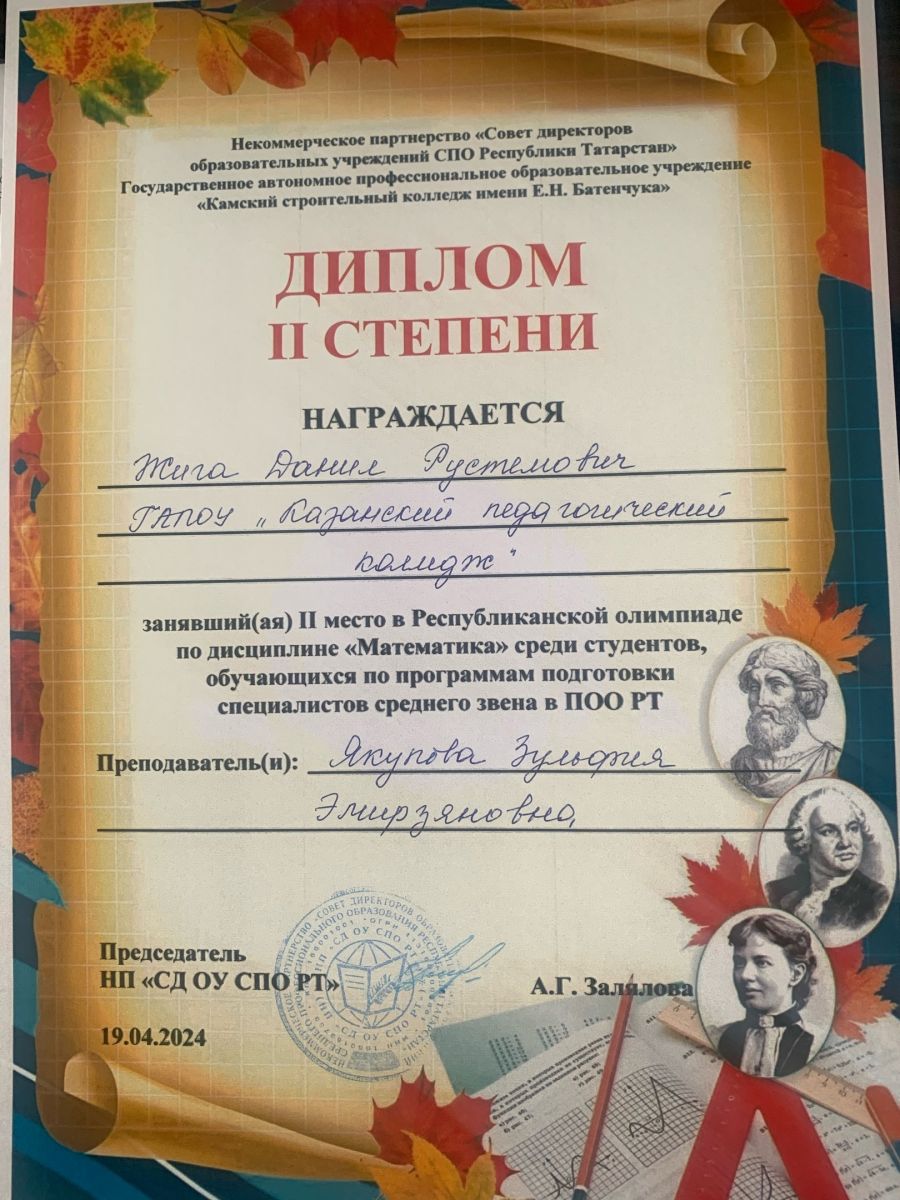 Некоммерческое партнерство «Совет директоров
образовательных учреждений СПО Республики Татарстан»
Государственное автономное профессиональное образовательное учреждение
«Камский строительный колледж имени Е.Н. Батенчука»
ДИПЛОМ
II СТЕПЕНИ
НАГРАЖДАЕТСЯ
Жига Данил Рустемович
ГАПОУ „Казанский педагогический
колледж"
занявший(ая) II место в Республиканской олимпиаде
по дисциплине «Математика» среди студентов,
обучающихся по программам подготовки
специалистов среднего звена в ПОО РТ
Преподаватель(и): Якупова Зульфия
Эмирзяновна,
Председатель
НП «СД ОУ СПО РТ»
А.Г. Залялова
19.04.2024